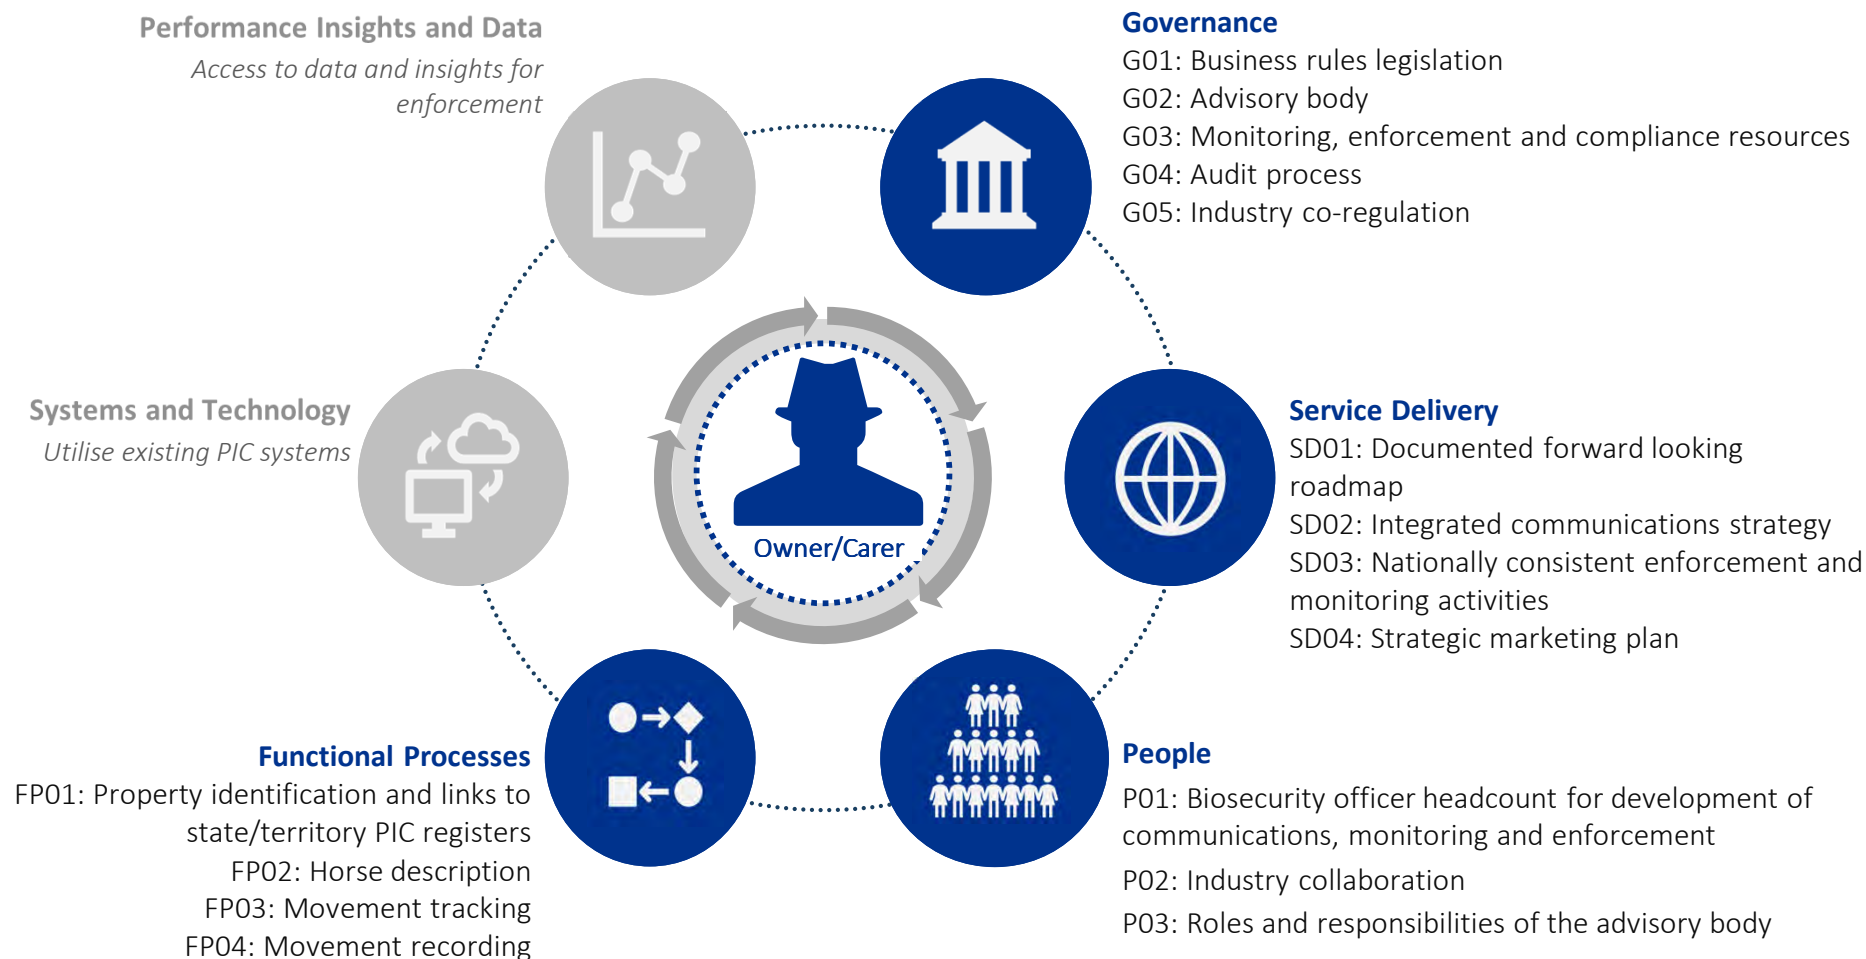 Performance Insights and Data
Access to data and insights for
enforcement
Governance
G01: Business rules legislation
G02: Advisory body
G03: Monitoring, enforcement and compliance resources
G04: Audit process
G05: Industry co-regulation
Systems and Technology
Utilise existing PIC systems
Owner/Carer
Service Delivery
SD01: Documented forward looking
roadmap
SD02: Integrated communications strategy
SD03: Nationally consistent enforcement and
monitoring activities
SD04: Strategic marketing plan
Functional Processes
FP01: Property identification and links to
state/territory PIC registers
FP02: Horse description
FP03: Movement tracking
FP04: Movement recording
People
P01: Biosecurity officer headcount for development of
communications, monitoring and enforcement
P02: Industry collaboration
P03: Roles and responsibilities of the advisory body